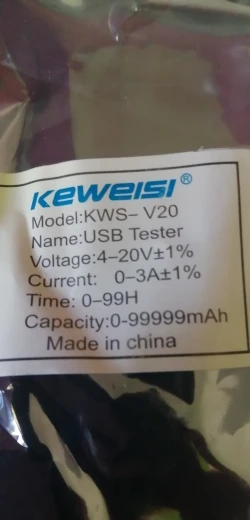 KEWEISI®
Model:KWS– V20
Name:USB Tester
Voltage:4–20V±1%
Current: 0–3A±1%
Time: 0–99H
Capacity:0-99999mAh
Made in china